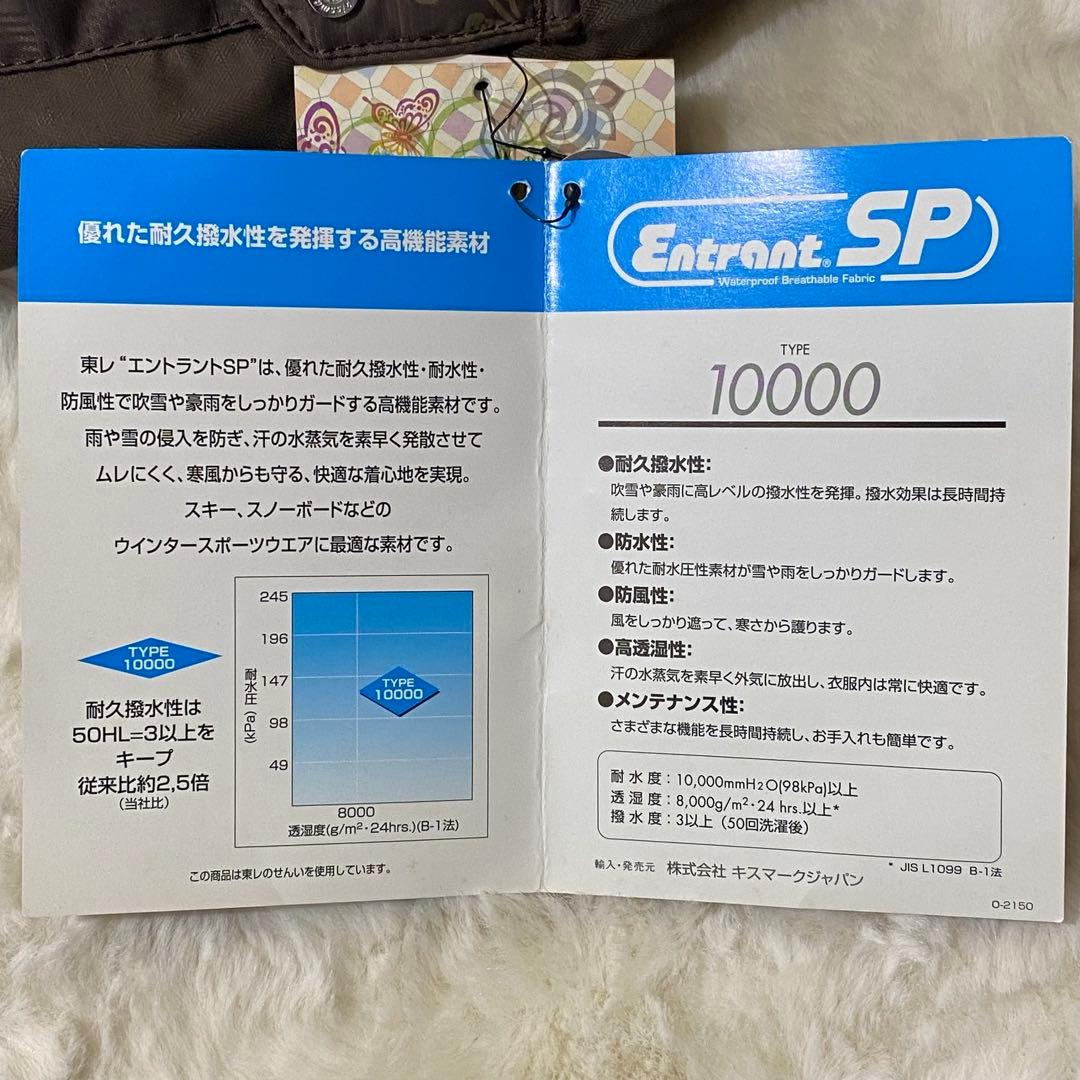 優れた耐久撥水性を発揮する高機能素材
東レ“エントラントSP”は、優れた耐久撥水性・耐水性・
防風性で吹雪や豪雨をしっかりガードする高機能素材です。
雨や雪の侵入を防ぎ、汗の水蒸気を素早く発散させて
ムレにくく、寒風からも守る、快適な着心地を実現。
スキー、スノーボードなどの
ウインタースポーツウエアに最適な素材です。
TYPE
10000
耐久撥水性は
50HL=3以上を
キープ
従来比約2,5倍
(当社比)
耐水圧(kPa)
245
196
147
98
49
TYPE
10000
8000
透湿度(g/m²・24hrs.)(B-1法)
この商品は東レのせんいを使用しています。
Entrant® SP
Waterproof Breathable Fabric
TYPE
10000
●耐久撥水性:
吹雪や豪雨に高レベルの撥水性を発揮。撥水効果は長時間持
続します。
●防水性:
優れた耐水圧性素材が雪や雨をしっかりガードします。
●防風性:
風をしっかり遮って、寒さから護ります。
●高透湿性:
汗の水蒸気を素早く外気に放出し、衣服内は常に快適です。
●メンテナンス性:
さまざまな機能を長時間持続し、お手入れも簡単です。
耐水度:10,000mmH₂O(98kPa)以上
透湿度:8,000g/m²・24 hrs.以上*
撥水度:3以上(50回洗濯後)
* JIS L1099 B-1法
輸入・発売元 株式会社 キスマークジャパン
O-2150